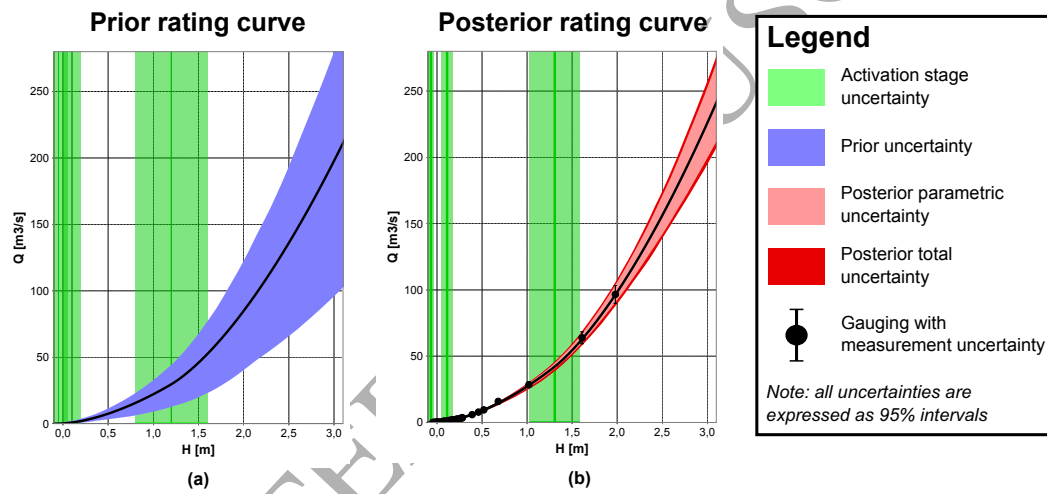 Prior rating curve
Posterior rating curve
Legend
Q [m3/s]
250
200
150
100
50
0
0,0
0,5
1,0
1,5
2,0
2,5
3,0
H [m]
(a)
Q [m3/s]
250
200
150
100
50
0
0,0
0,5
1,0
1,5
2,0
2,5
3,0
H [m]
(b)
Activation stage
uncertainty
Prior uncertainty
Posterior parametric
uncertainty
Posterior total
uncertainty
Gauging with
measurement uncertainty
Note: all uncertainties are
expressed as 95% intervals